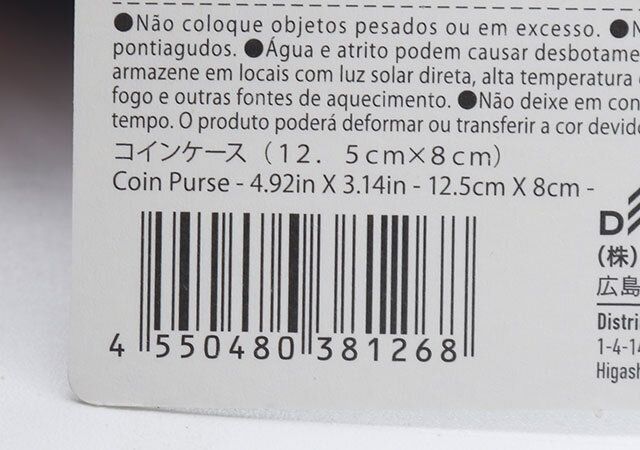 ●Não coloque objetos pesados ou em excesso. ●N
pontiagudos. ●Água e atrito podem causar desbotame
armazene em locais com luz solar direta, alta temperatura
fogo e outras fontes de aquecimento. ●Não deixe em con
tempo. O produto poderá deformar ou transferir a cor devid
コインケース（12．5cm×8cm）
Coin Purse - 4.92in X 3.14in - 12.5cm X 8cm -
4 550480 381268
D
(株)
広島
Distri
1-4-14
Higash